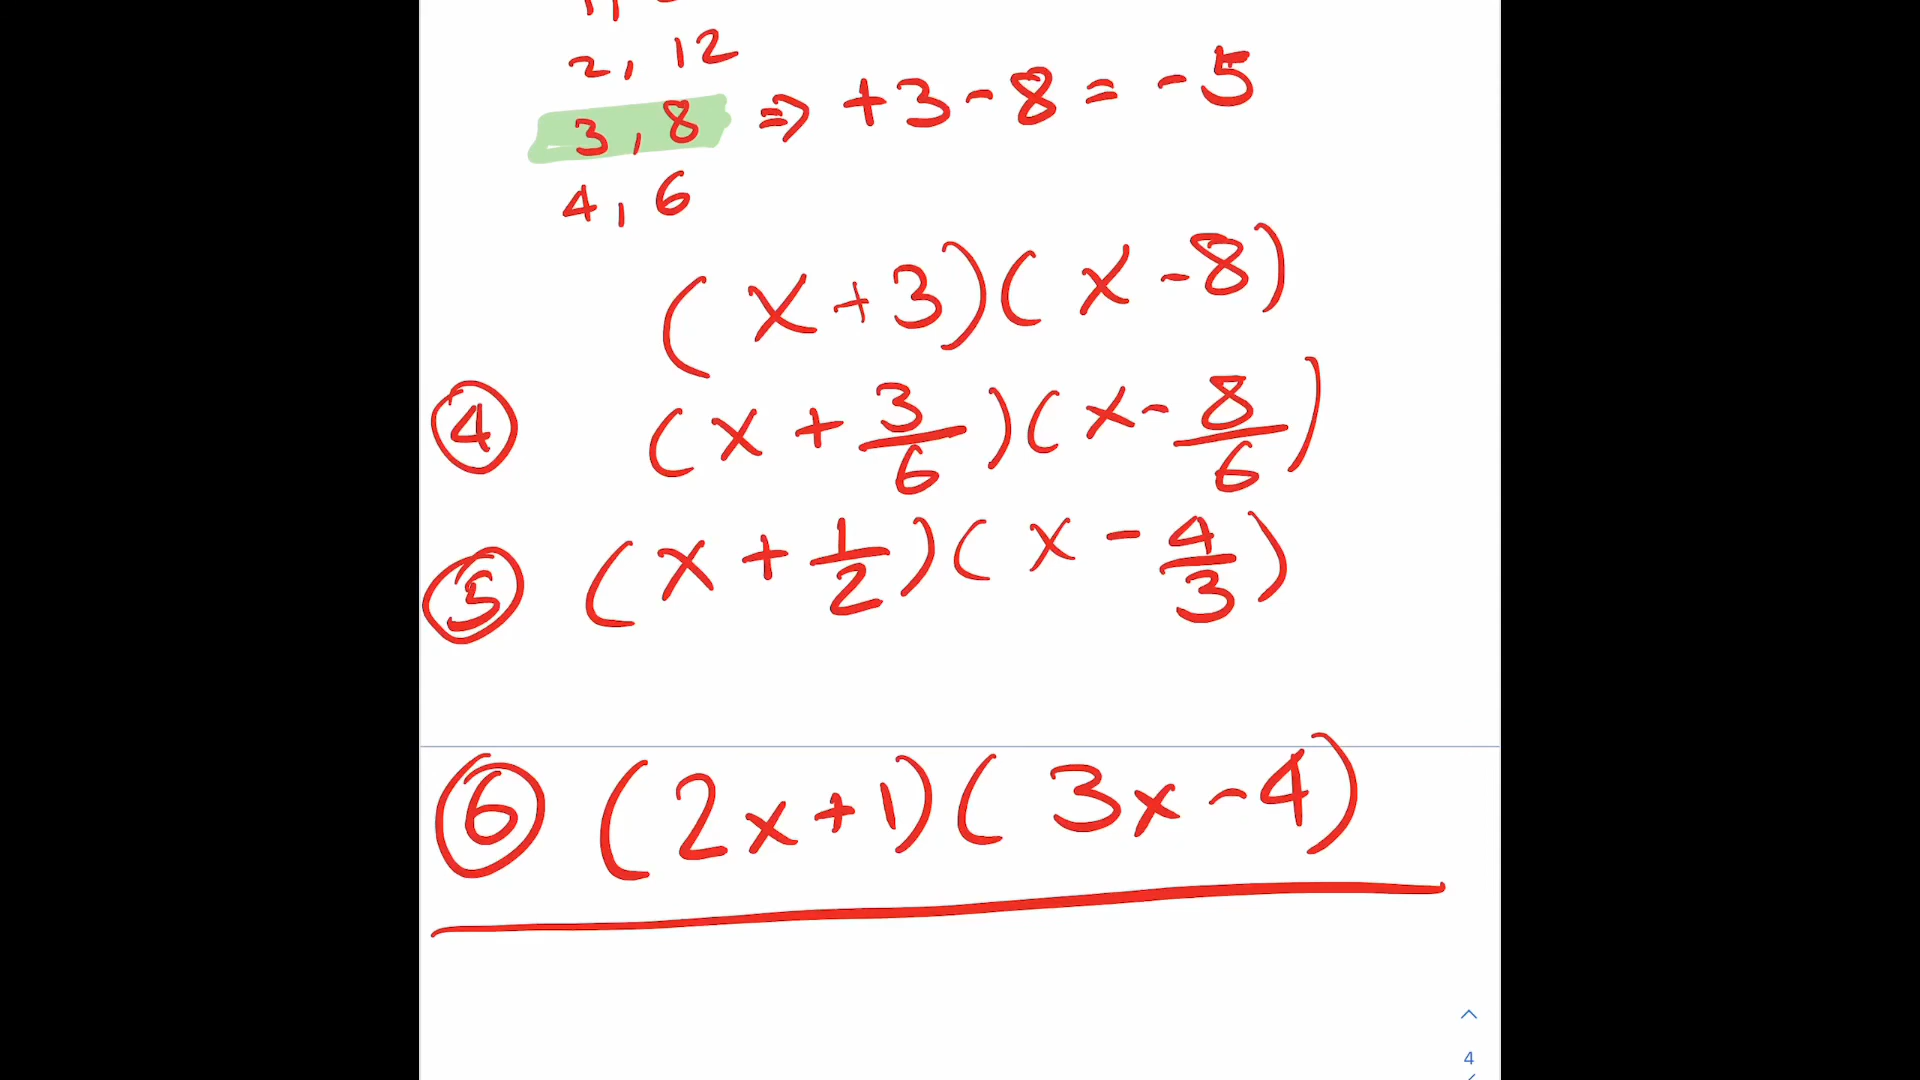 2, 12
3, 8 ⇒ +3 - 8 = -5
4, 6
(x + 3)(x - 8)
④ (x + 3/6)(x - 8/6)
⑤ (x + 1/2)(x - 4/3)
⑥ (2x + 1)(3x - 4)
4